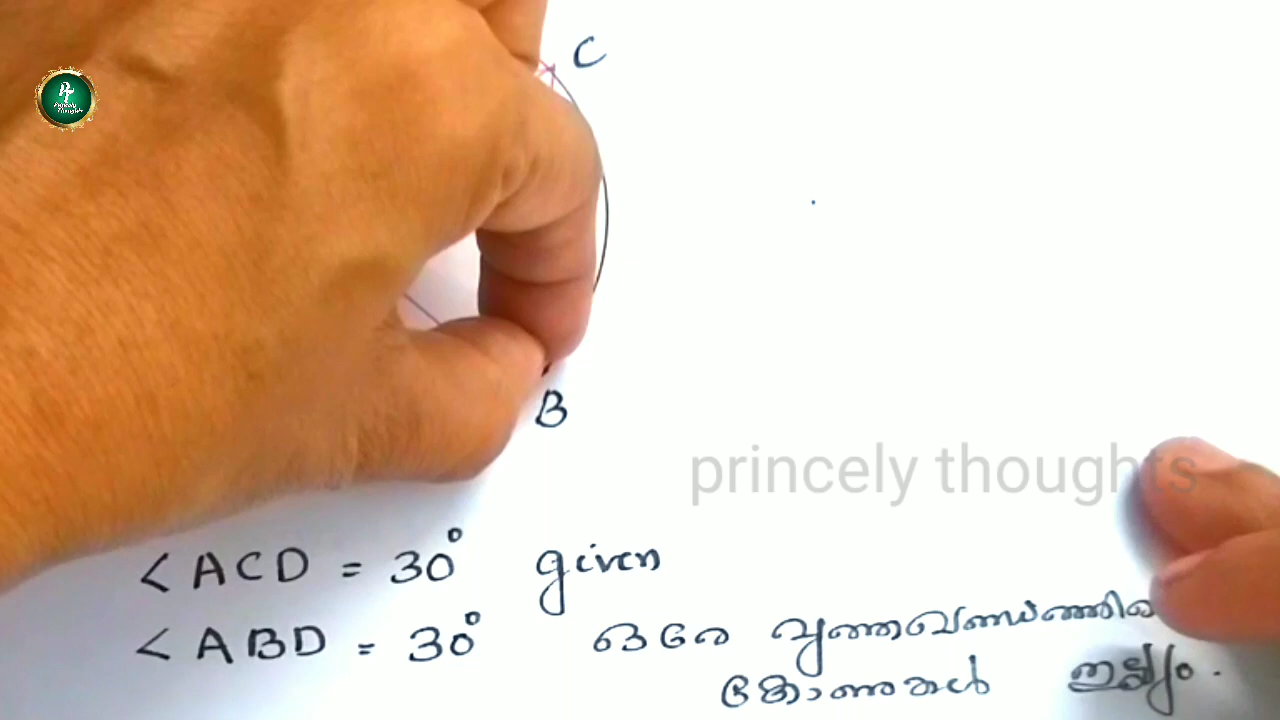 C
B
princely thoughts
<ACD = 30° given
<ABD = 30° ഒരേ വൃത്തഖണ്ഡത്തിലെ
കോണുകൾ തുല്യം.